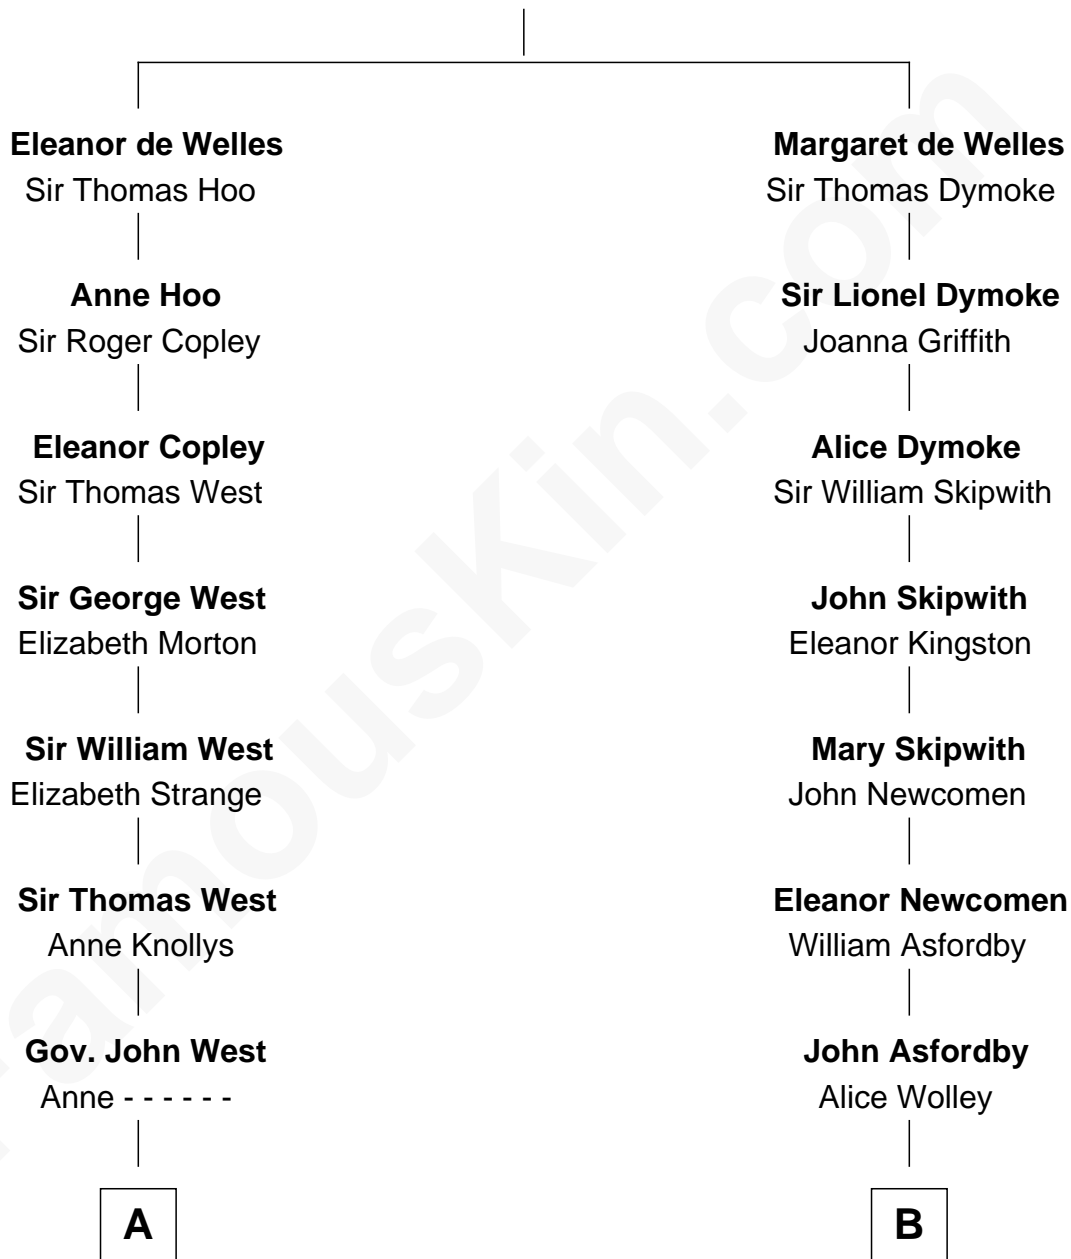 Eleanor de Welles
Sir Thomas Hoo
Margaret de Welles
Sir Thomas Dymoke
Anne Hoo
Sir Roger Copley
Sir Lionel Dymoke
Joanna Griffith
Eleanor Copley
Sir Thomas West
Alice Dymoke
Sir William Skipwith
Sir George West
Elizabeth Morton
John Skipwith
Eleanor Kingston
Sir William West
Elizabeth Strange
Mary Skipwith
John Newcomen
Sir Thomas West
Anne Knollys
Eleanor Newcomen
William Asfordby
Gov. John West
Anne - - - - - -
John Asfordby
Alice Wolley
A
B
FamousKin.com